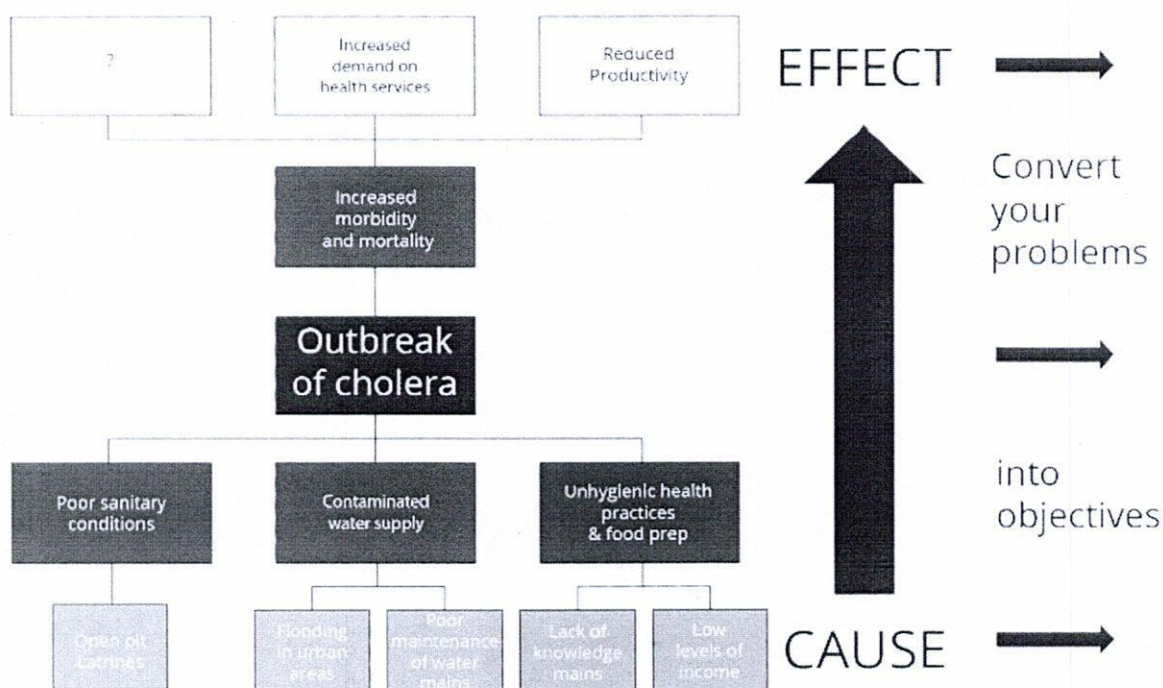 ?
Increased
demand on
health services
Reduced
Productivity
EFFECT
Increased
morbidity
and mortality
Convert
your
problems
Outbreak
of cholera
Poor sanitary
conditions
Contaminated
water supply
Unhygienic health
practices
& food prep
into
objectives
Open pit
Latrines
Flooding
in urban
areas
Poor
maintenance
of water
mains
Lack of
knowledge
mains
Low
levels of
income
CAUSE